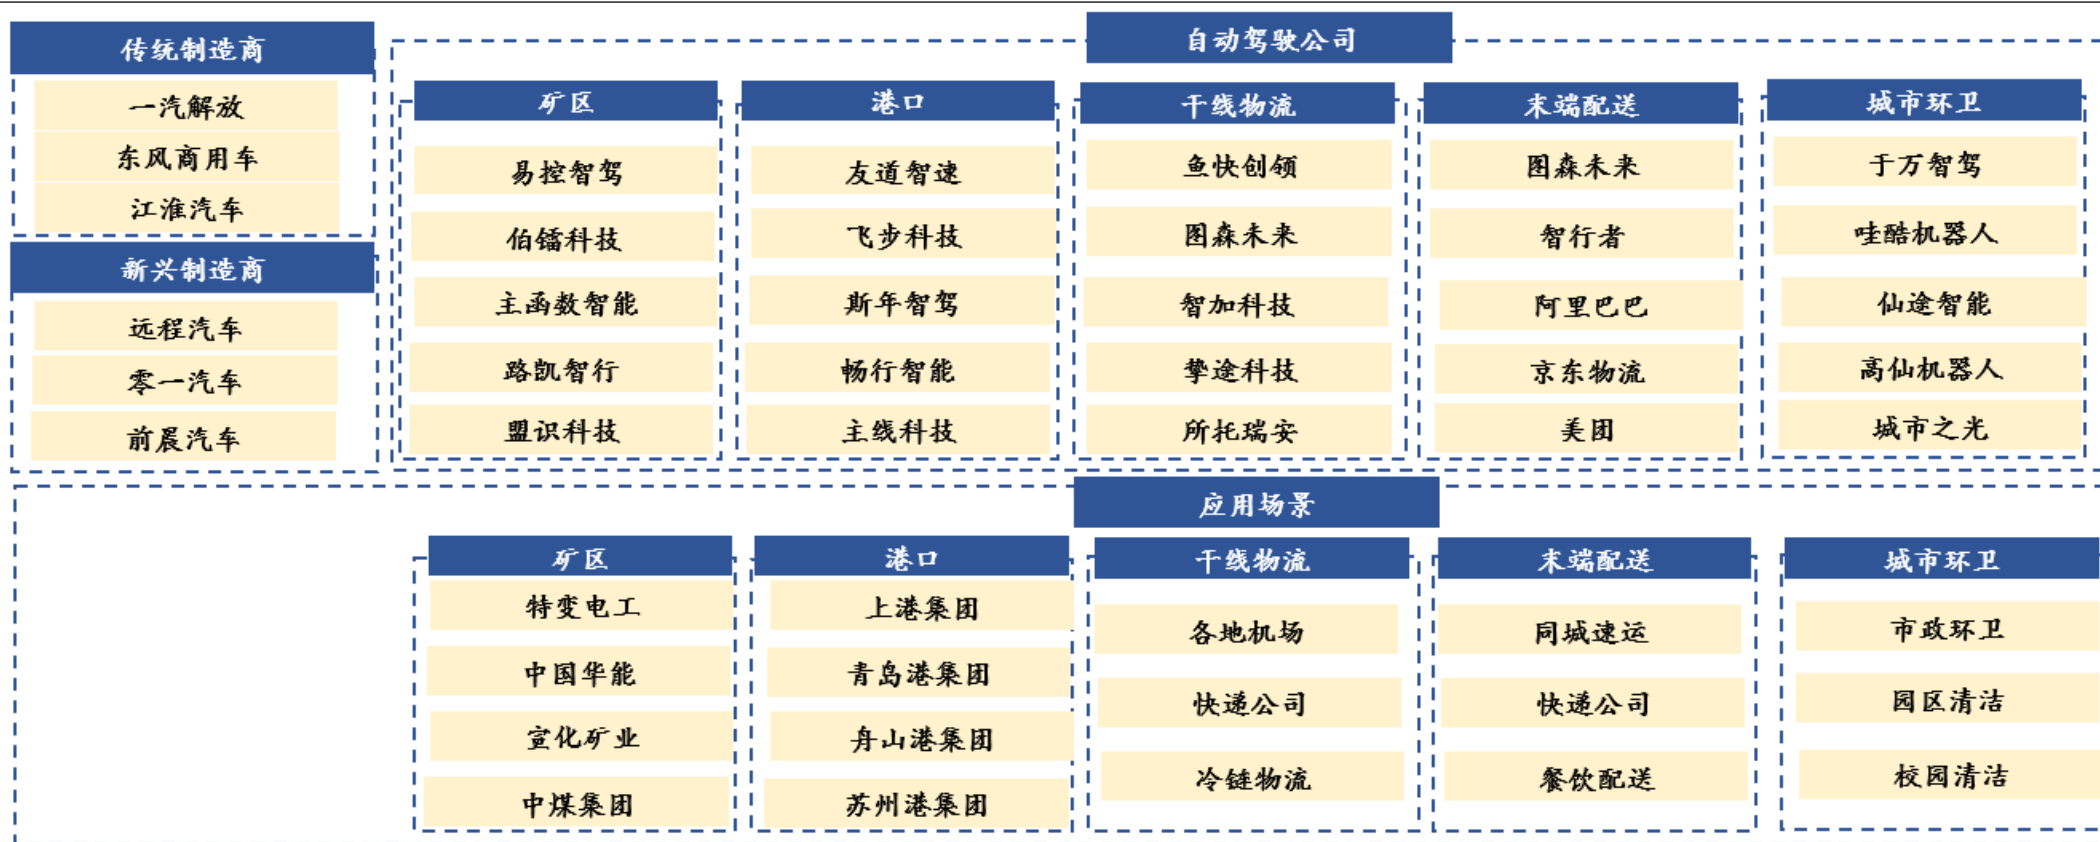 传统制造商
一汽解放
东风商用车
江淮汽车
新兴制造商
远程汽车
零一汽车
前晨汽车
自动驾驶公司
矿区
易控智驾
伯镭科技
主函数智能
路凯智行
盟识科技
港口
友道智速
飞步科技
斯年智驾
畅行智能
主线科技
干线物流
鱼快创领
图森未来
智加科技
挚途科技
所托瑞安
末端配送
图森未来
智行者
阿里巴巴
京东物流
美团
城市环卫
于万智驾
哇酷机器人
仙途智能
高仙机器人
城市之光
应用场景
矿区
特变电工
中国华能
宣化矿业
中煤集团
港口
上港集团
青岛港集团
舟山港集团
苏州港集团
干线物流
各地机场
快递公司
冷链物流
末端配送
同城速运
快递公司
餐饮配送
城市环卫
市政环卫
园区清洁
校园清洁